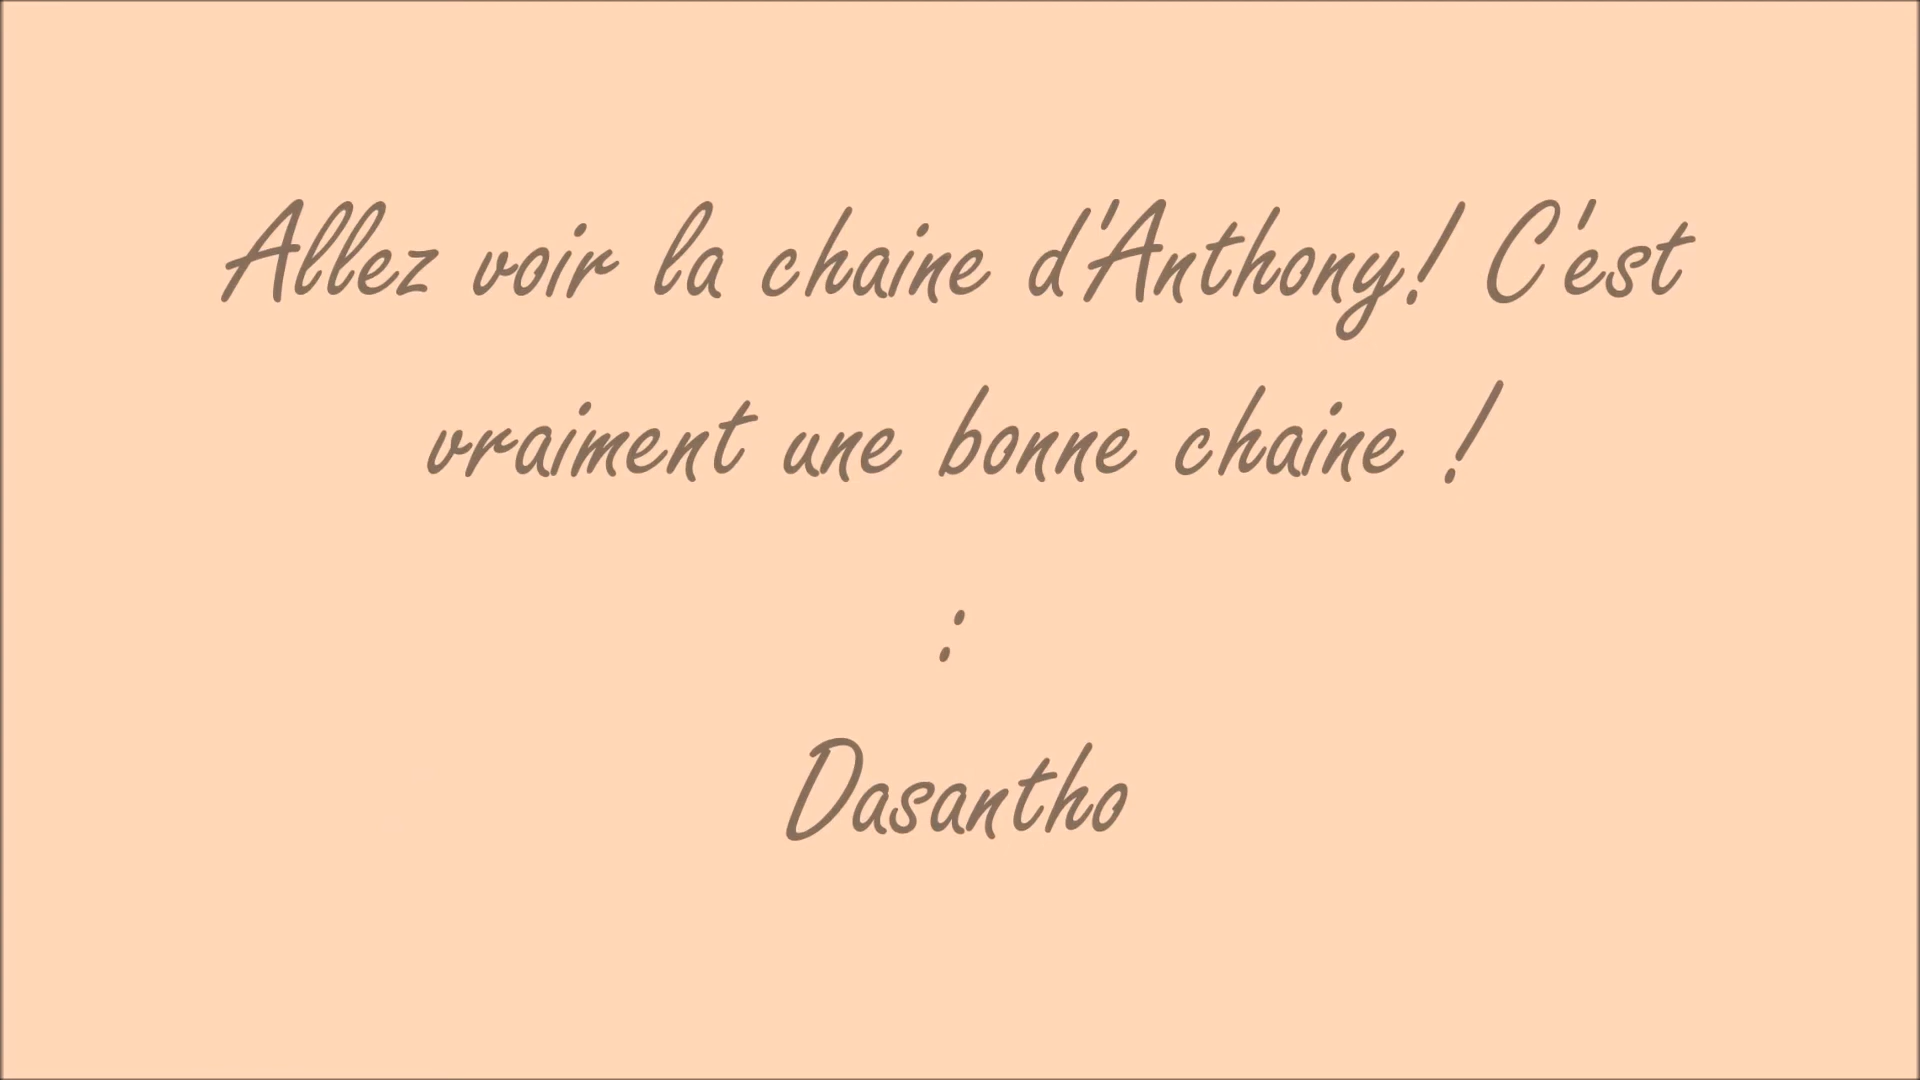 Allez voir la chaine d'Anthony! C'est
vraiment une bonne chaine !
:
Dasantho